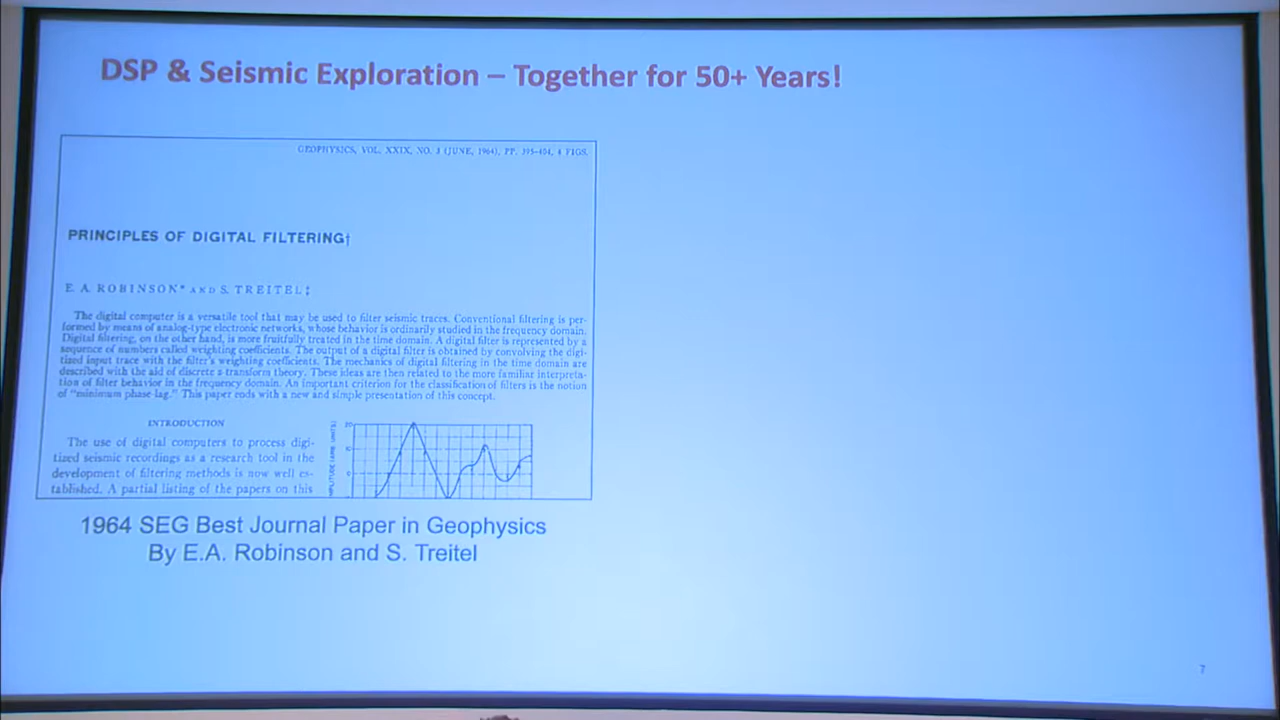 DSP & Seismic Exploration – Together for 50+ Years!
GEOPHYSICS, VOL. XXIX, NO. 3 (JUNE, 1964), PP. 395-404, 4 FIGS.
PRINCIPLES OF DIGITAL FILTERING†
E. A. ROBINSON* AND S. TREITEL‡
The digital computer is a versatile tool that may be used to filter seismic traces. Conventional filtering is per-
formed by means of analog-type electronic networks, whose behavior is ordinarily studied in the frequency domain.
Digital filtering, on the other hand, is more fruitfully treated in the time domain. A digital filter is represented by a
sequence of numbers called weighting coefficients. The output of a digital filter is obtained by convolving the digi-
tized input trace with the filter's weighting coefficients. The mechanics of digital filtering in the time domain are
described with the aid of discrete z-transform theory. These ideas are then related to the more familiar interpreta-
tion of filter behavior in the frequency domain. An important criterion for the classification of filters is the notion
of "minimum phase-lag." This paper ends with a new and simple presentation of this concept.
INTRODUCTION
The use of digital computers to process digi-
tized seismic recordings as a research tool in the
development of filtering methods is now well es-
tablished. A partial listing of the papers on this
1964 SEG Best Journal Paper in Geophysics
By E.A. Robinson and S. Treitel
7